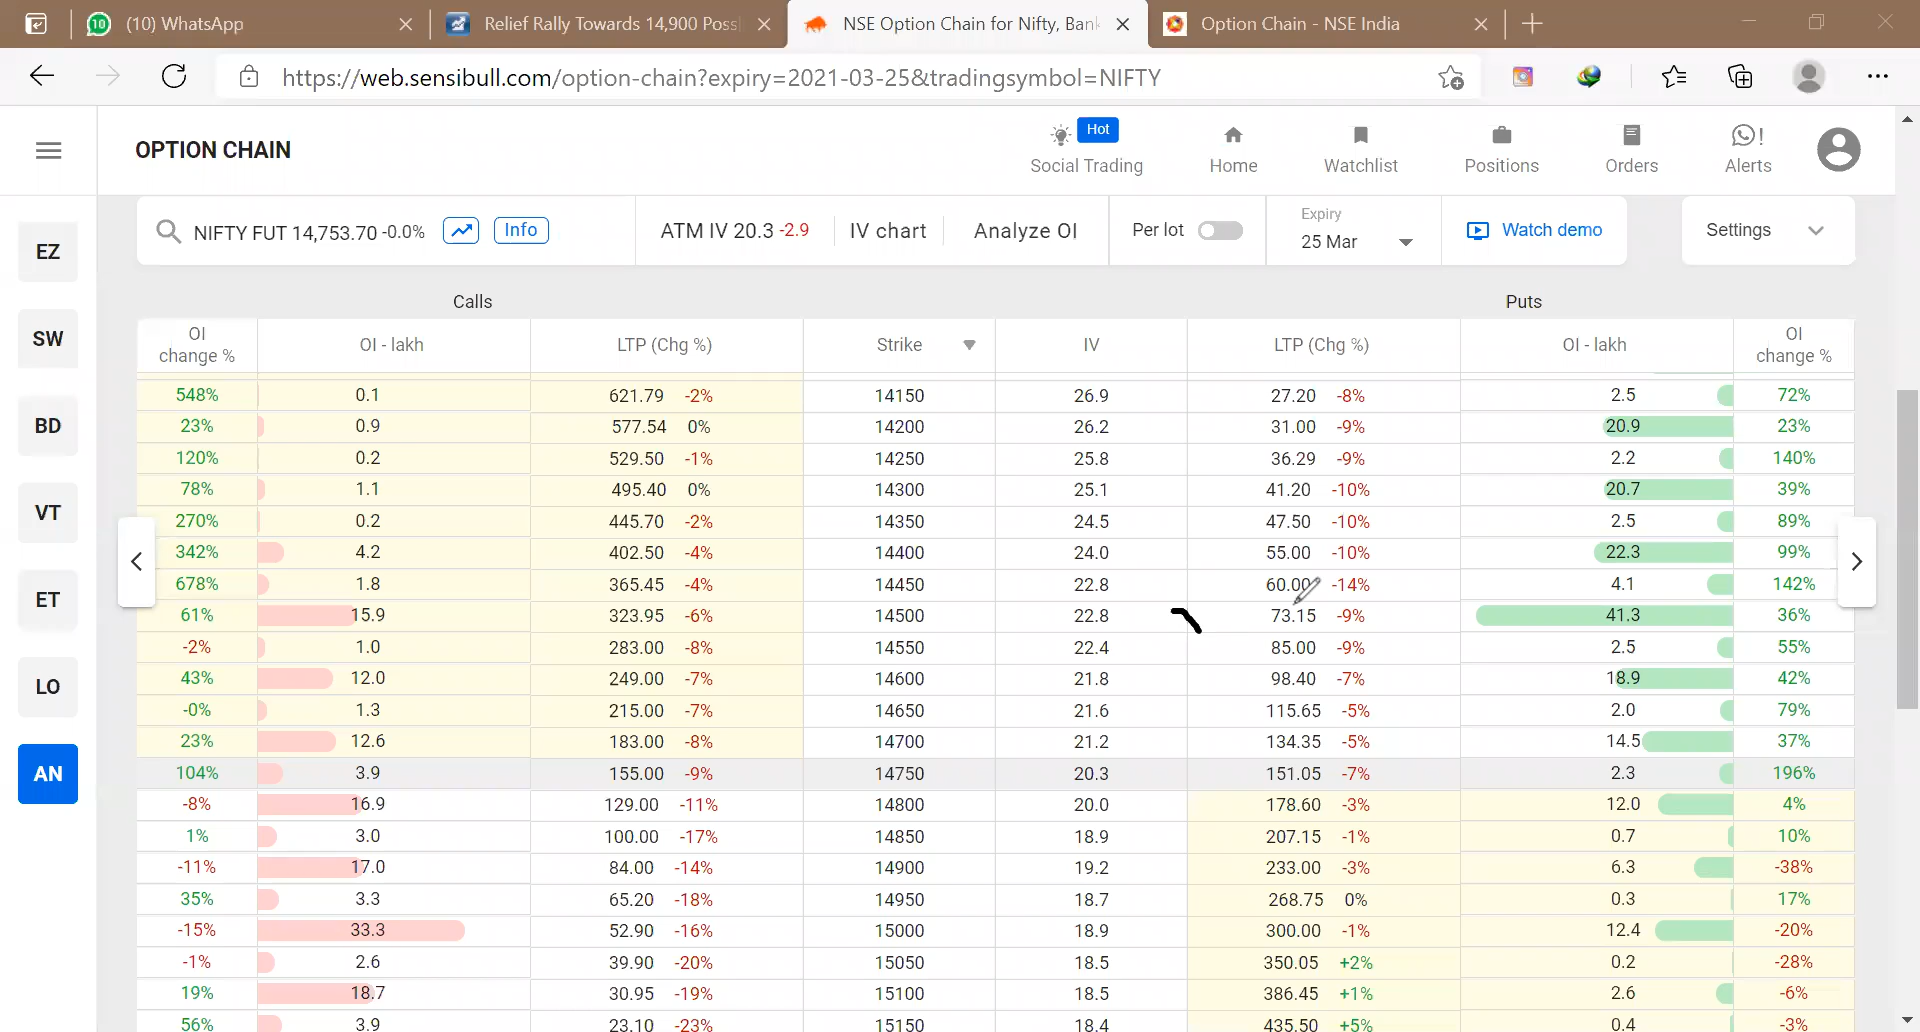 (10) WhatsApp
Relief Rally Towards 14,900 Poss
NSE Option Chain for Nifty, Bank
Option Chain - NSE India
https://web.sensibull.com/option-chain?expiry=2021-03-25&tradingsymbol=NIFTY
OPTION CHAIN
Hot
Social Trading
Home
Watchlist
Positions
Orders
Alerts
NIFTY FUT 14,753.70 -0.0%
Info
ATM IV 20.3 -2.9
IV chart
Analyze OI
Per lot
Expiry
25 Mar
Watch demo
Settings
EZ
SW
BD
VT
ET
LO
AN
Calls
Puts
OI change %
OI - lakh
LTP (Chg %)
Strike
IV
LTP (Chg %)
OI - lakh
OI change %
548% 0.1 621.79 -2% 14150 26.9 27.20 -8% 2.5 72%
23% 0.9 577.54 0% 14200 26.2 31.00 -9% 20.9 23%
120% 0.2 529.50 -1% 14250 25.8 36.29 -9% 2.2 140%
78% 1.1 495.40 0% 14300 25.1 41.20 -10% 20.7 39%
270% 0.2 445.70 -2% 14350 24.5 47.50 -10% 2.5 89%
342% 4.2 402.50 -4% 14400 24.0 55.00 -10% 22.3 99%
678% 1.8 365.45 -4% 14450 22.8 60.00 -14% 4.1 142%
61% 15.9 323.95 -6% 14500 22.8 73.15 -9% 41.3 36%
-2% 1.0 283.00 -8% 14550 22.4 85.00 -9% 2.5 55%
43% 12.0 249.00 -7% 14600 21.8 98.40 -7% 18.9 42%
-0% 1.3 215.00 -7% 14650 21.6 115.65 -5% 2.0 79%
23% 12.6 183.00 -8% 14700 21.2 134.35 -5% 14.5 37%
104% 3.9 155.00 -9% 14750 20.3 151.05 -7% 2.3 196%
-8% 16.9 129.00 -11% 14800 20.0 178.60 -3% 12.0 4%
1% 3.0 100.00 -17% 14850 18.9 207.15 -1% 0.7 10%
-11% 17.0 84.00 -14% 14900 19.2 233.00 -3% 6.3 -38%
35% 3.3 65.20 -18% 14950 18.7 268.75 0% 0.3 17%
-15% 33.3 52.90 -16% 15000 18.9 300.00 -1% 12.4 -20%
-1% 2.6 39.90 -20% 15050 18.5 350.05 +2% 0.2 -28%
19% 18.7 30.95 -19% 15100 18.5 386.45 +1% 2.6 -6%
56% 3.9 23.10 -23% 15150 18.4 435.50 +5% 0.4 -3%